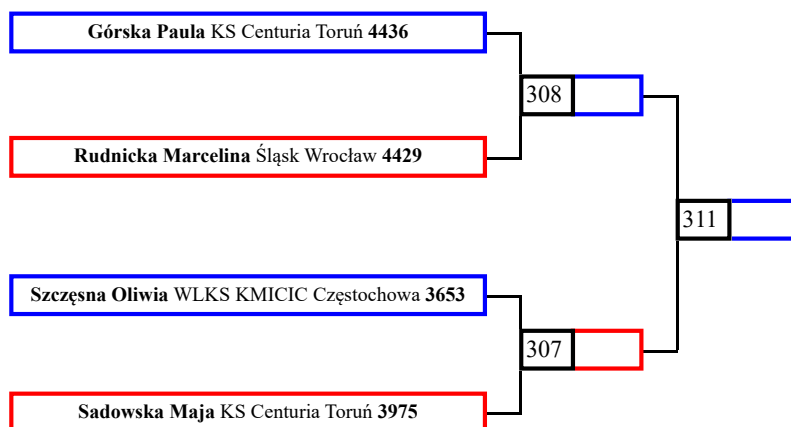 Górska Paula KS Centuria Toruń 4436
308
Rudnicka Marcelina Śląsk Wrocław 4429
311
Szczęsna Oliwia WLKS KMICIC Częstochowa 3653
307
Sadowska Maja KS Centuria Toruń 3975